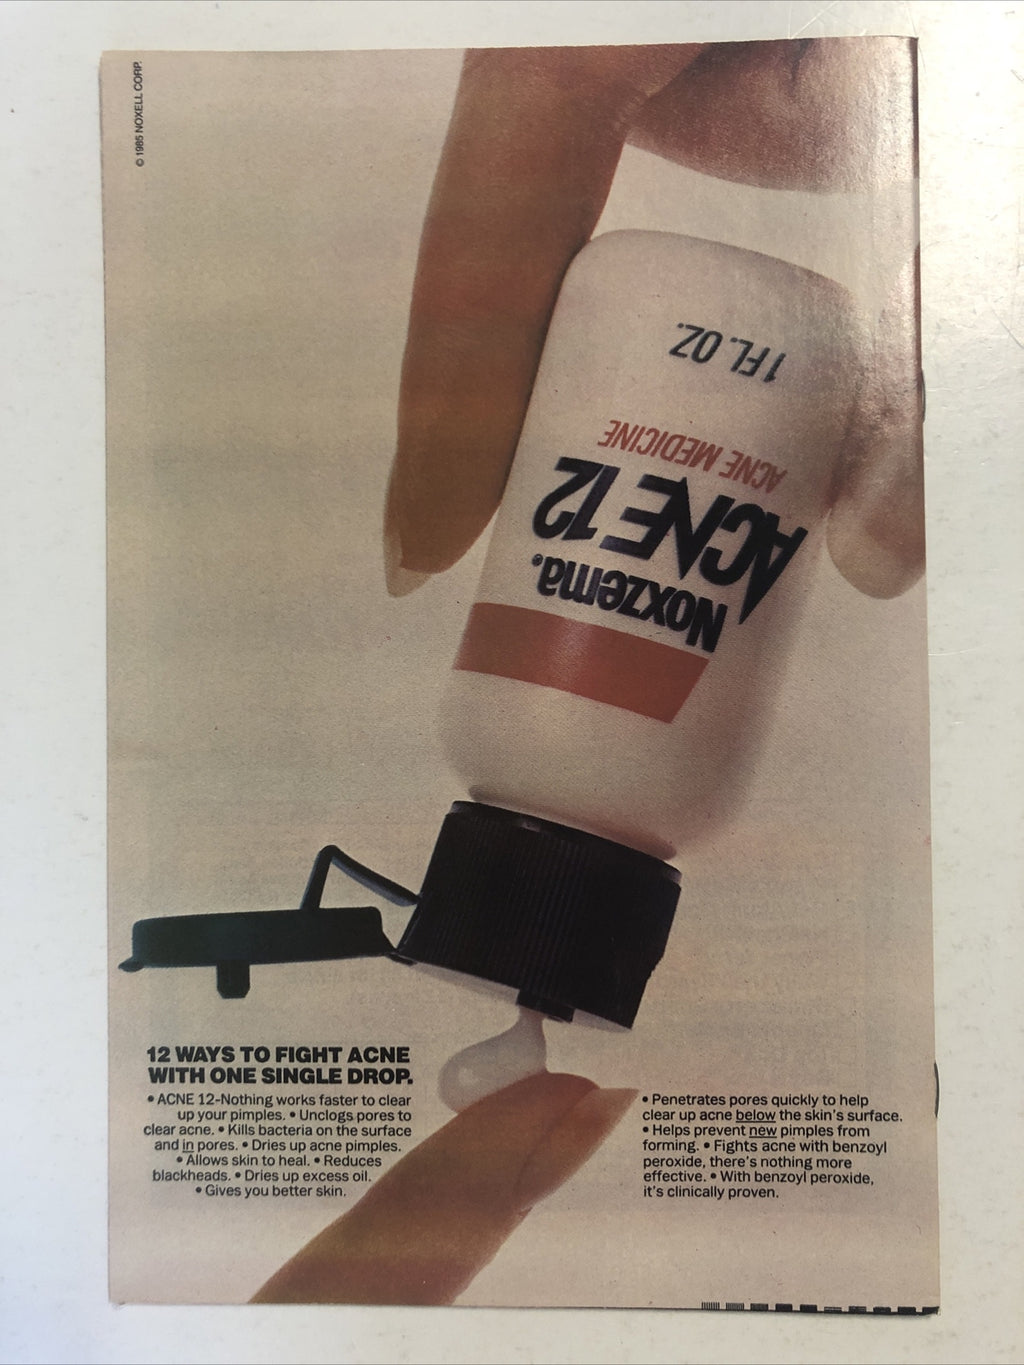 © 1985 NOXELL CORP.
1 FL. OZ.
ACNE MEDICINE
ACNE 12
Noxzema.
12 WAYS TO FIGHT ACNE
WITH ONE SINGLE DROP.
• ACNE 12-Nothing works faster to clear
up your pimples. • Unclogs pores to
clear acne. • Kills bacteria on the surface
and in pores. • Dries up acne pimples.
• Allows skin to heal. • Reduces
blackheads. • Dries up excess oil.
• Gives you better skin.
• Penetrates pores quickly to help
clear up acne below the skin's surface.
• Helps prevent new pimples from
forming. • Fights acne with benzoyl
peroxide, there's nothing more
effective. • With benzoyl peroxide,
it's clinically proven.